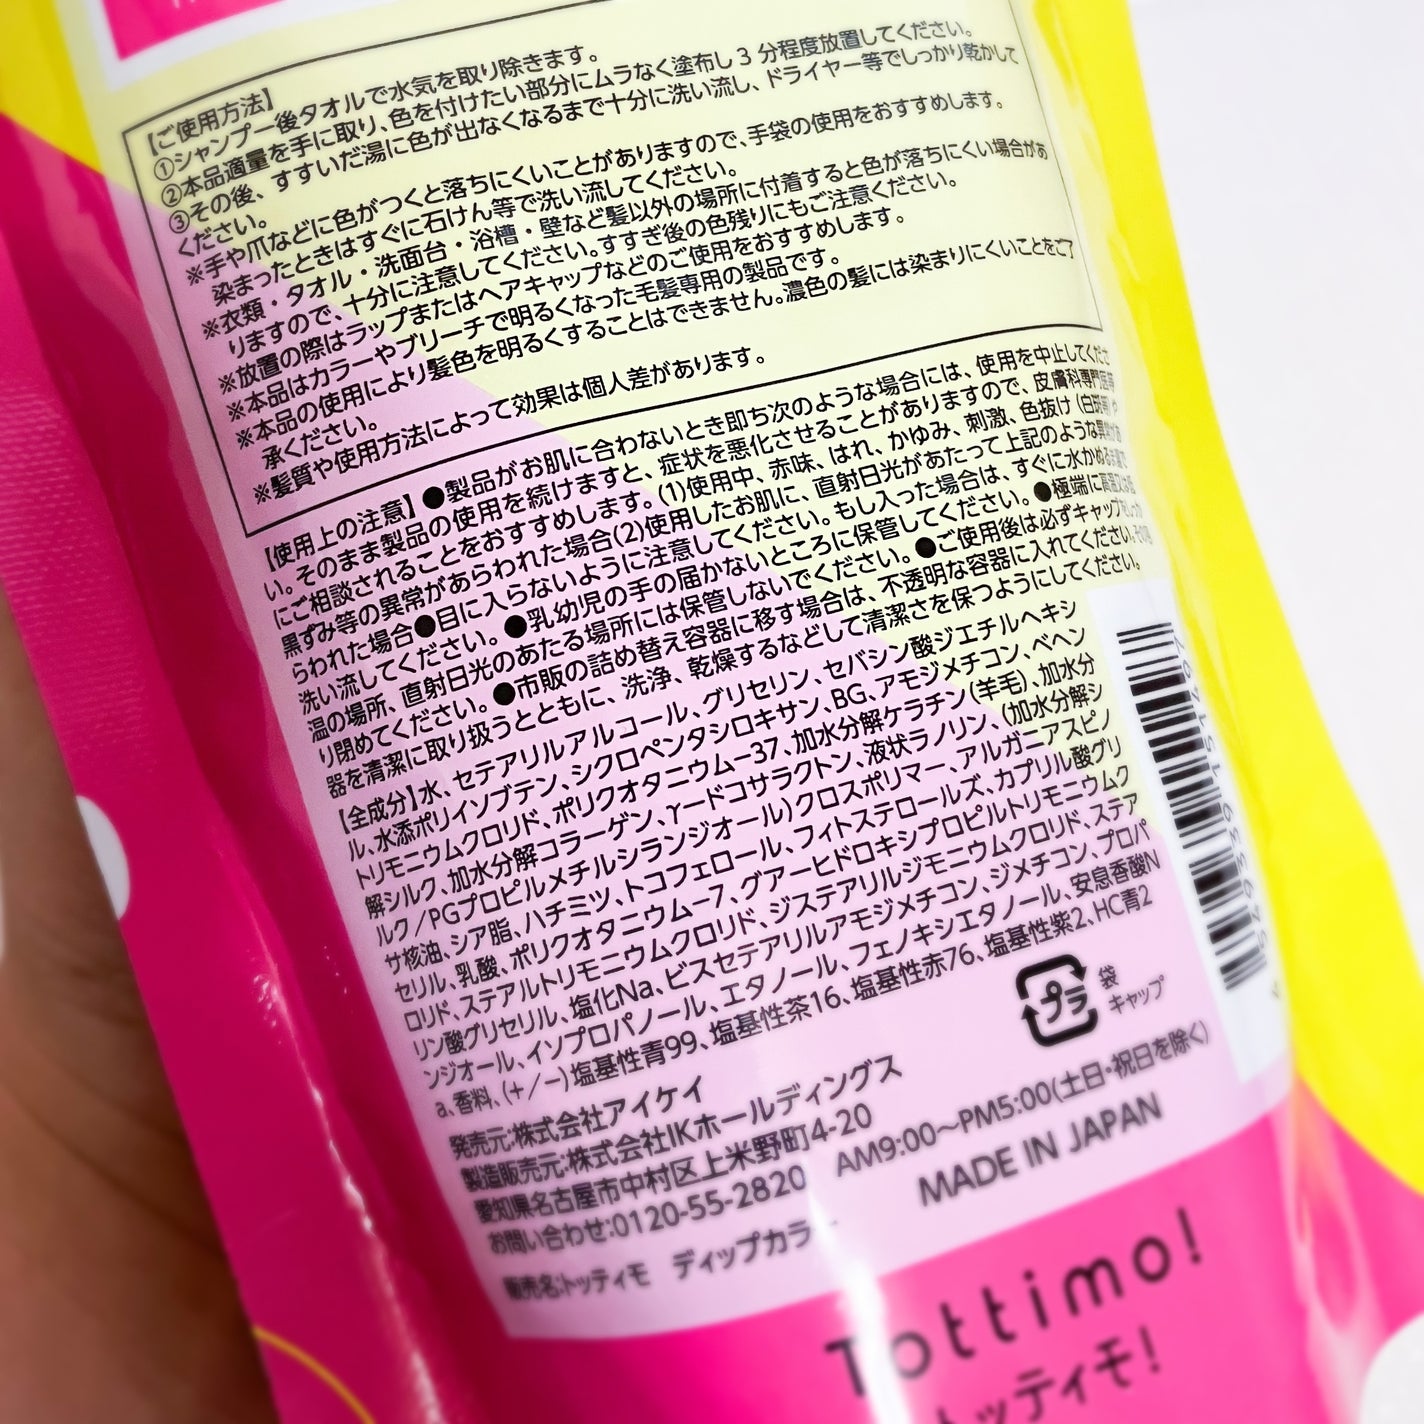 【ご使用方法】
①シャンプー後タオルで水気を取り除きます。
②本品適量を手に取り、色を付けたい部分にムラなく塗布し3分程度放置してください。
③その後、すすいだ湯に色が出なくなるまで十分に洗い流し、ドライヤー等でしっかり乾かして
ください。
※手や爪などに色がつくと落ちにくいことがありますので、手袋の使用をおすすめします。
染まったときはすぐに石けん等で洗い流してください。
※衣類・タオル・洗面台・浴槽・壁など髪以外の場所に付着すると色が落ちにくい場合があ
りますので、十分に注意してください。すすぎ後の色残りにもご注意ください。
※放置の際はラップまたはヘアキャップなどのご使用をおすすめします。
※本品はカラーやブリーチで明るくなった毛髪専用の製品です。
※本品の使用により髪色を明るくすることはできません。濃色の髪には染まりにくいことをご了
承ください。
※髪質や使用方法によって効果は個人差があります。
【使用上の注意】●製品がお肌に合わないとき即ち次のような場合には、使用を中止してくださ
い。そのまま製品の使用を続けますと、症状を悪化させることがありますので、皮膚科専門医等
にご相談されることをおすすめします。(1)使用中、赤味、はれ、かゆみ、刺激、色抜け(白斑等)や
黒ずみ等の異常があらわれた場合(2)使用したお肌に、直射日光があたって上記のような異常があ
らわれた場合●目に入らないように注意してください。もし入った場合は、すぐに水かぬるま湯で
洗い流してください。●乳幼児の手の届かないところに保管してください。●極端に高温又は低
温の場所、直射日光のあたる場所には保管しないでください。●ご使用後は必ずキャップをしっか
り閉めてください。●市販の詰め替え容器に移す場合は、不透明な容器に入れてください。その際
器を清潔に取り扱うとともに、洗浄、乾燥するなどして清潔さを保つようにしてください。
【全成分】水、セテアリルアルコール、グリセリン、セバシン酸ジエチルヘキシ
ル、水添ポリイソブテン、シクロペンタシロキサン、BG、アモジメチコン、ベヘン
トリモニウムクロリド、ポリクオタニウム-37、加水分解ケラチン(羊毛)、加水分
解シルク、加水分解コラーゲン、γ-ドコサラクトン、液状ラノリン、(加水分解シ
ルク/PGプロピルメチルシランジオール)クロスポリマー、アルガニアスピノ
サ核油、シア脂、ハチミツ、トコフェロール、フィトステロールズ、カプリル酸グリ
セリル、乳酸、ポリクオタニウム-7、グアーヒドロキシプロピルトリモニウムク
ロリド、ステアルトリモニウムクロリド、ジステアリルジモニウムクロリド、ステア
リン酸グリセリル、塩化Na、ビスセテアリルアモジメチコン、ジメチコン、プロパ
ンジオール、イソプロパノール、エタノール、フェノキシエタノール、安息香酸N
a、香料、(+/-)塩基性青99、塩基性茶16、塩基性赤76、塩基性紫2、HC青2
プラ
袋
キャップ
発売元:株式会社アイケイ
製造販売元:株式会社IKホールディングス
愛知県名古屋市中村区上米野町4-20
お問い合わせ:0120-55-2820 AM9:00~PM5:00(土日・祝日を除く)
MADE IN JAPAN
販売名:トッティモ ディップカラー
Tottimo!
トッティモ!